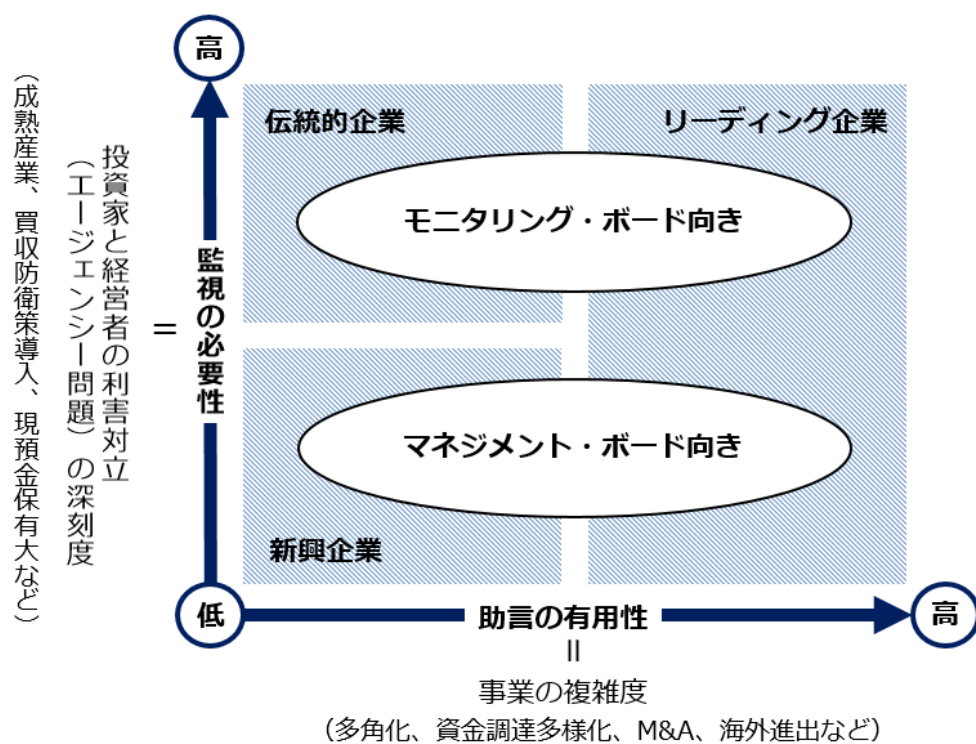 高
伝統的企業
リーディング企業
モニタリング・ボード向き
監視の必要性
＝
投資家と経営者の利害対立
（エージェンシー問題）の深刻度
（成熟産業、買収防衛策導入、現預金保有大など）
マネジメント・ボード向き
新興企業
低
助言の有用性
高
＝
事業の複雑度
（多角化、資金調達多様化、M&A、海外進出など）